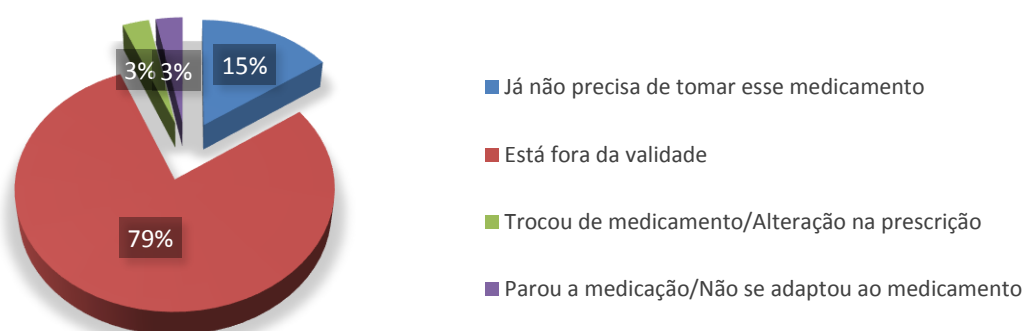 3% 3% 15%
79%
Já não precisa de tomar esse medicamento
Está fora da validade
Trocou de medicamento/Alteração na prescrição
Parou a medicação/Não se adaptou ao medicamento